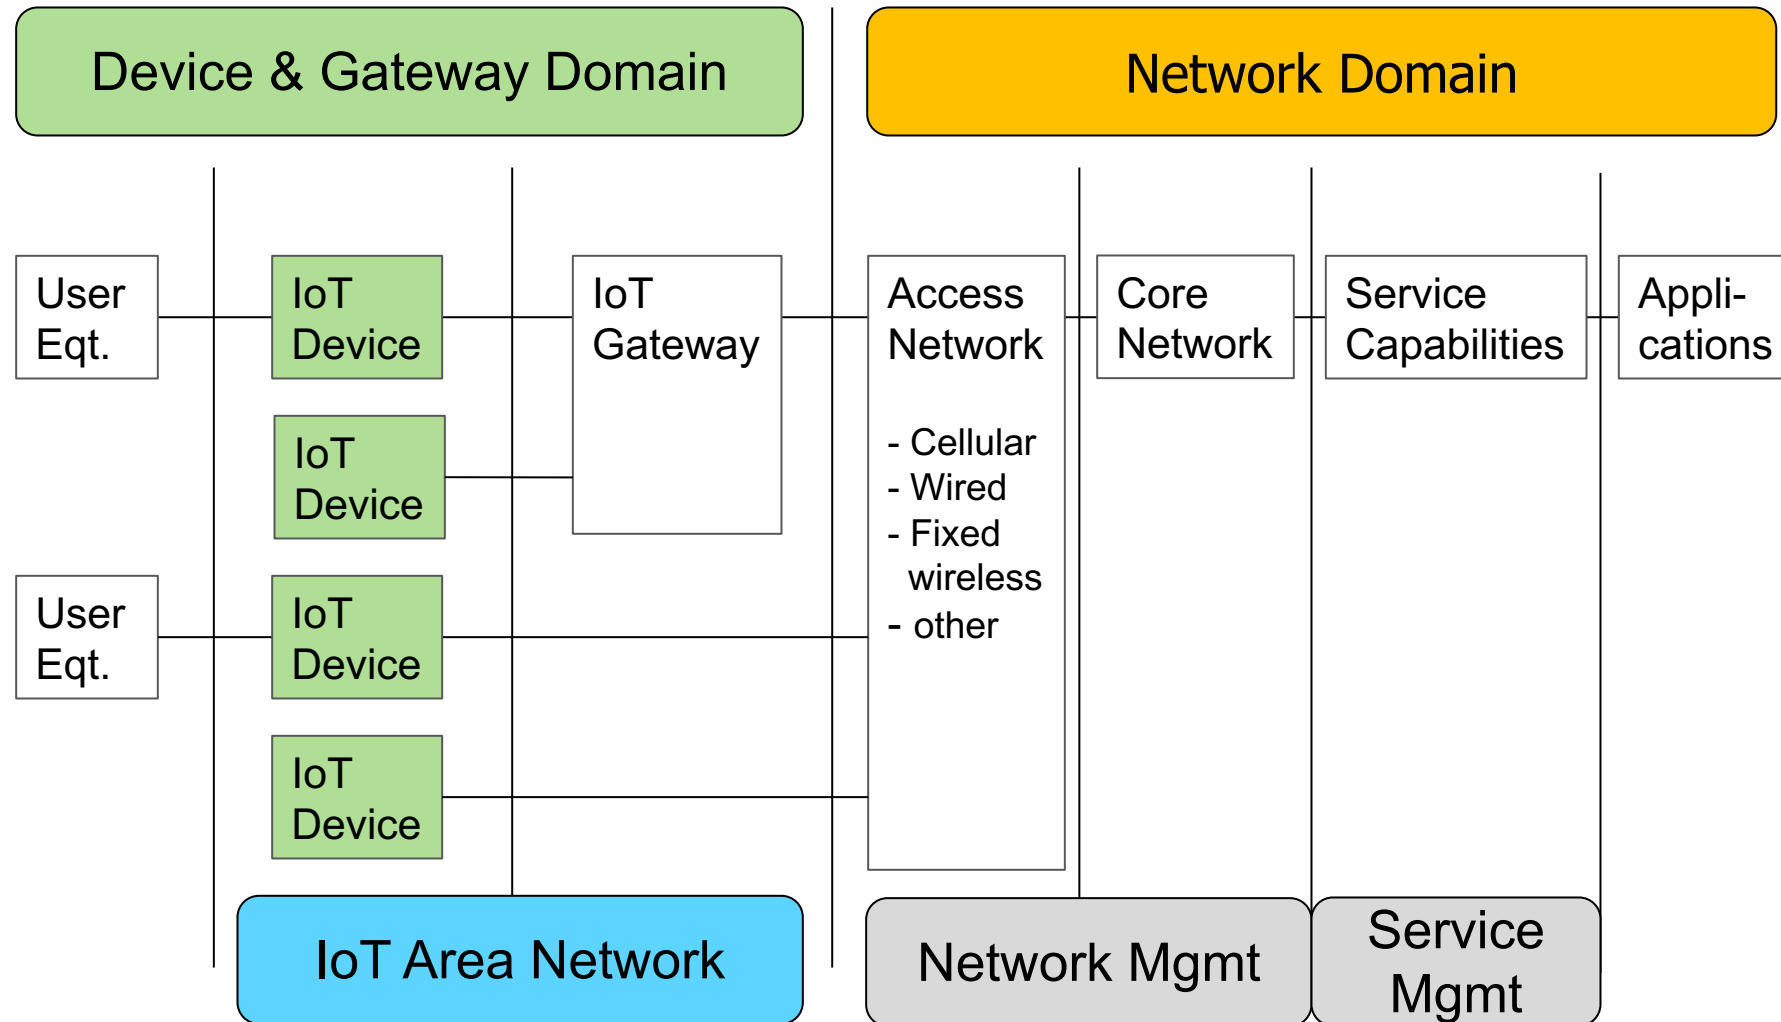 Device & Gateway Domain
Network Domain
User
Eqt.
IoT
Device
IoT
Gateway
Access
Network
- Cellular
- Wired
- Fixed
wireless
- other
Core
Network
Service
Capabilities
Appli-
cations
IoT
Device
User
Eqt.
IoT
Device
IoT
Device
IoT Area Network
Network Mgmt
Service
Mgmt